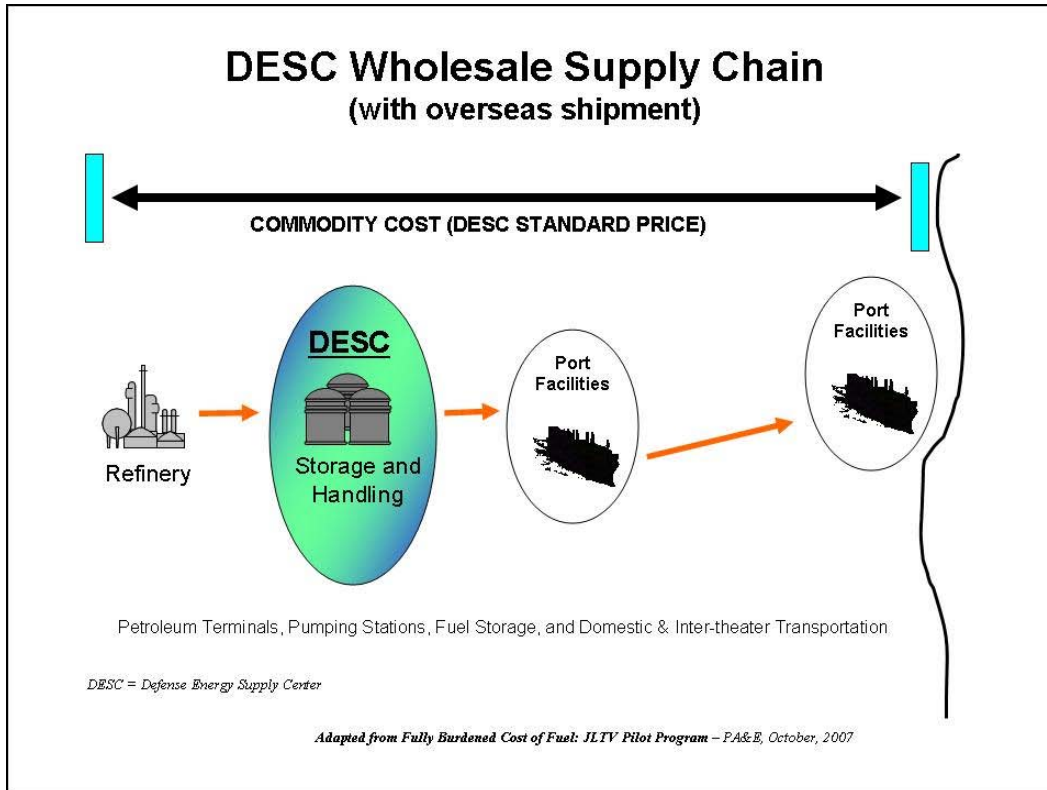 DESC Wholesale Supply Chain
(with overseas shipment)
COMMODITY COST (DESC STANDARD PRICE)
DESC
Storage and
Handling
Refinery
Port
Facilities
Port
Facilities
Petroleum Terminals, Pumping Stations, Fuel Storage, and Domestic & Inter-theater Transportation
DESC = Defense Energy Supply Center
Adapted from Fully Burdened Cost of Fuel: JLTV Pilot Program – PA&E, October, 2007